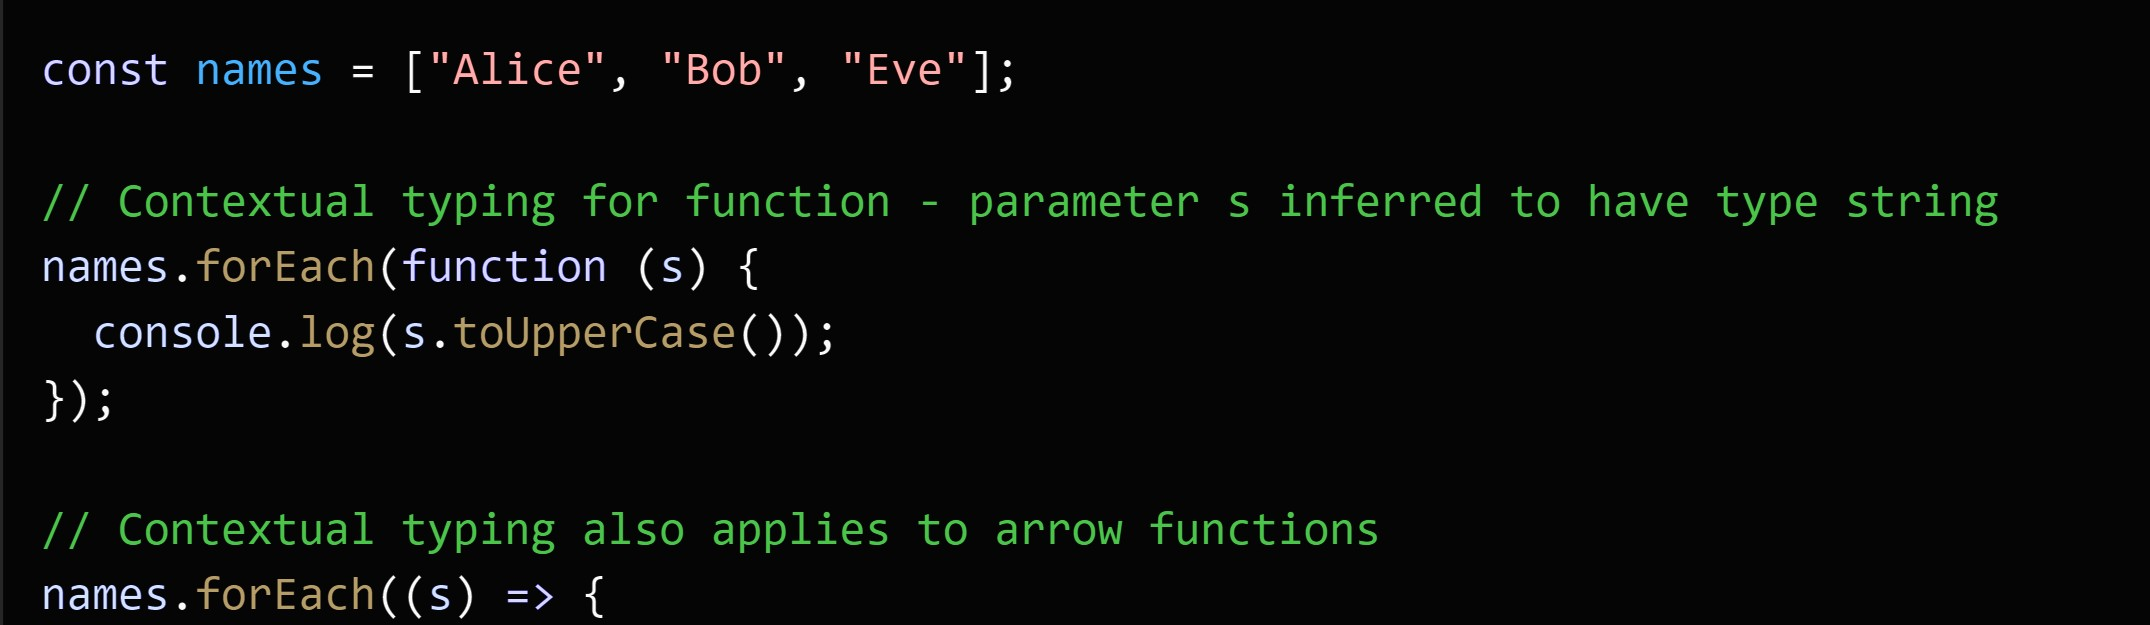 const names = ["Alice", "Bob", "Eve"];
// Contextual typing for function - parameter s inferred to have type string
names.forEach(function (s) {
  console.log(s.toUpperCase());
});
// Contextual typing also applies to arrow functions
names.forEach((s) => {